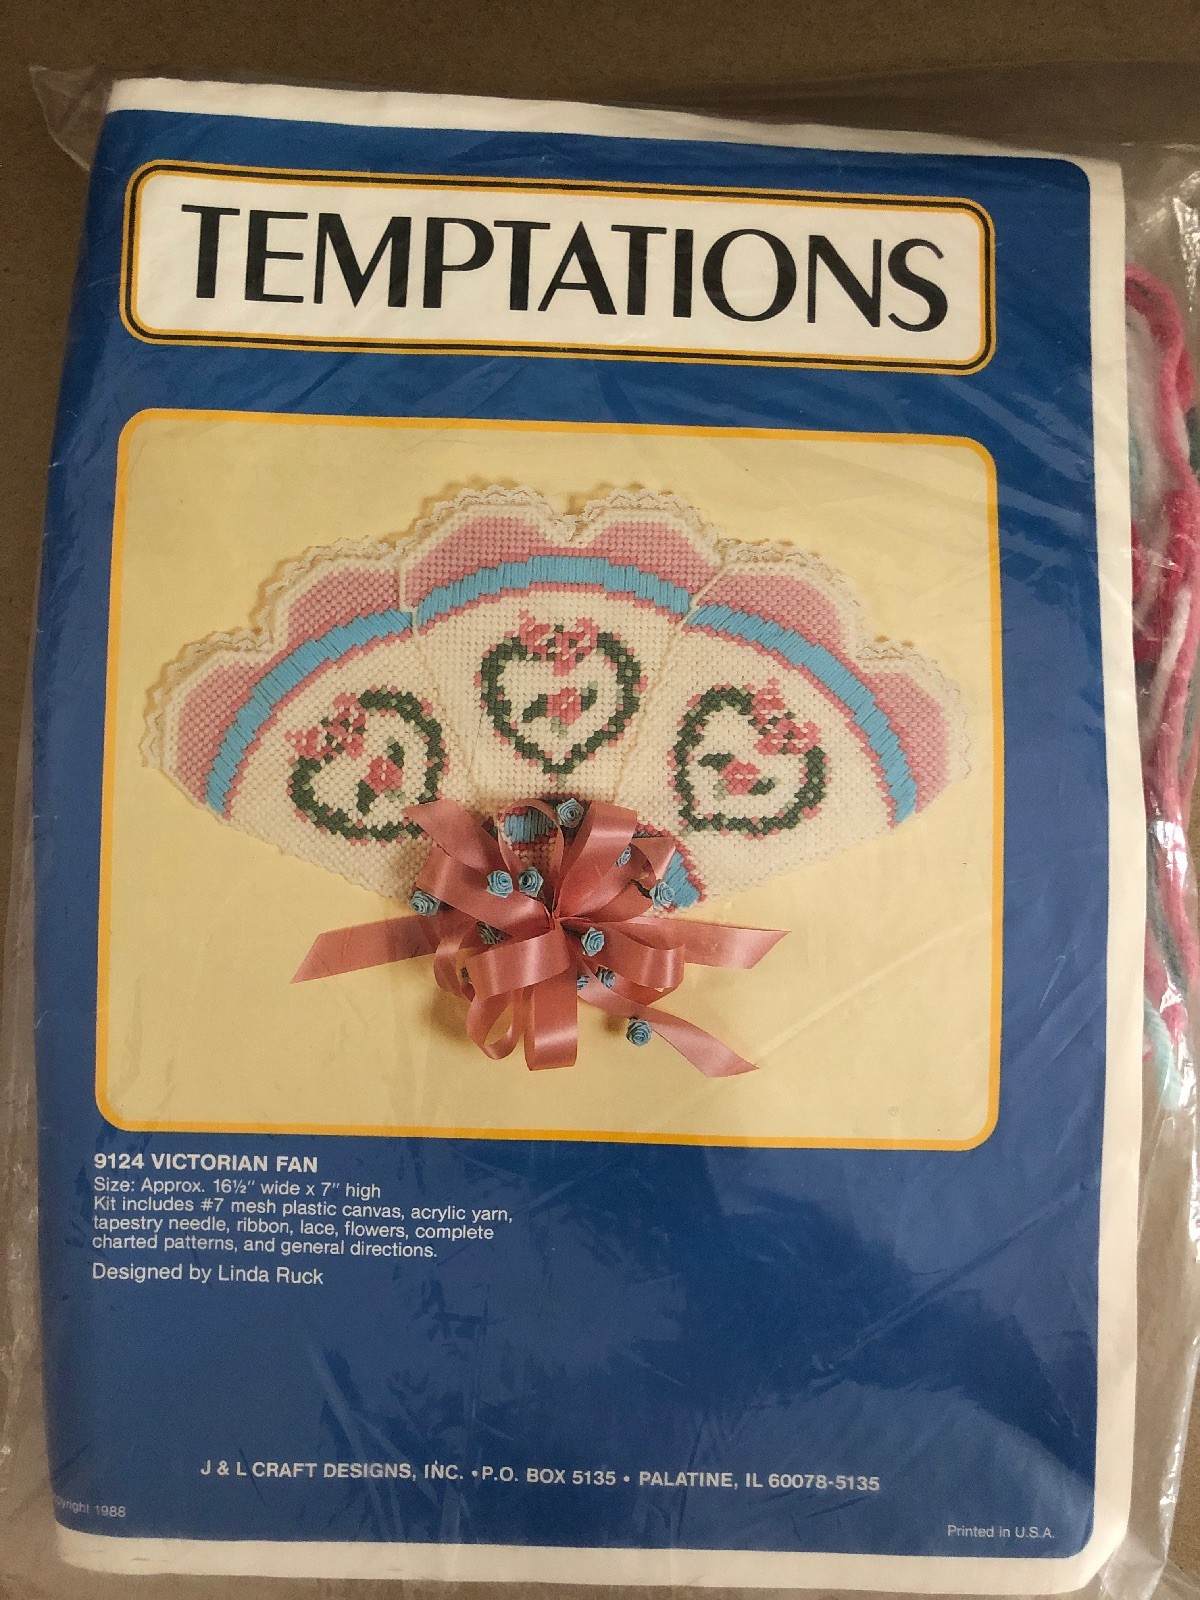 TEMPTATIONS
9124 VICTORIAN FAN
Size: Approx. 16½" wide x 7" high
Kit includes #7 mesh plastic canvas, acrylic yarn,
tapestry needle, ribbon, lace, flowers, complete
charted patterns, and general directions.
Designed by Linda Ruck
J & L CRAFT DESIGNS, INC. • P.O. BOX 5135 • PALATINE, IL 60078-5135
1988
Printed in U.S.A.